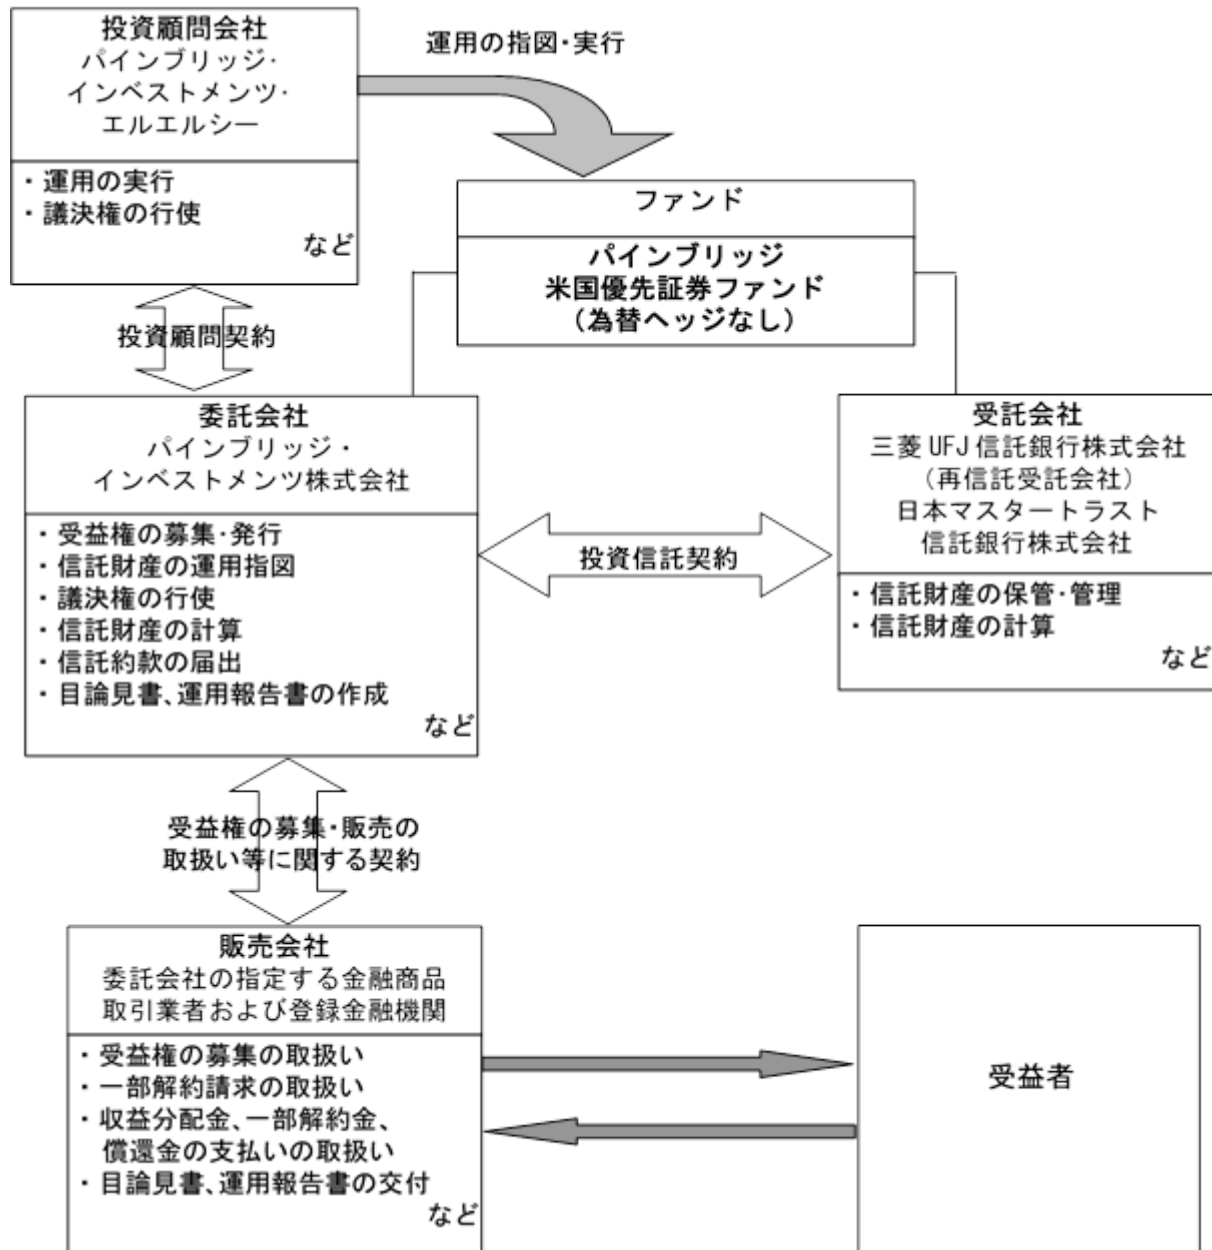 投資顧問会社
パインブリッジ・
インベストメンツ・
エルエルシー
・運用の実行
・議決権の行使
など
運用の指図・実行
ファンド
パインブリッジ
米国優先証券ファンド
(為替ヘッジなし)
投資顧問契約
委託会社
パインブリッジ・
インベストメンツ株式会社
・受益権の募集・発行
・信託財産の運用指図
・議決権の行使
・信託財産の計算
・信託約款の届出
・目論見書、運用報告書の作成
など
投資信託契約
受託会社
三菱UFJ信託銀行株式会社
(再信託受託会社)
日本マスタートラスト
信託銀行株式会社
・信託財産の保管・管理
・信託財産の計算
など
受益権の募集・販売の
取扱い等に関する契約
販売会社
委託会社の指定する金融商品
取引業者および登録金融機関
・受益権の募集の取扱い
・一部解約請求の取扱い
・収益分配金、一部解約金、
償還金の支払いの取扱い
・目論見書、運用報告書の交付
など
受益者